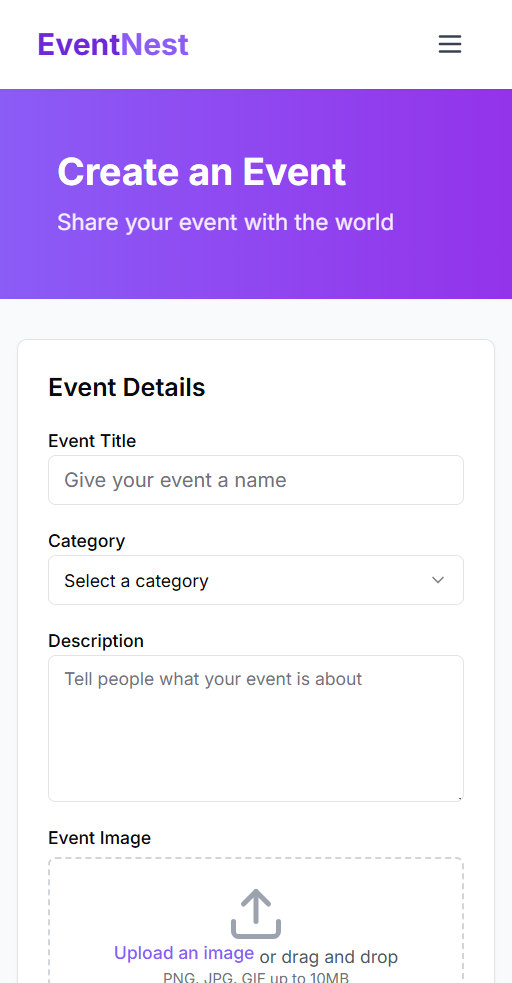 EventNest
Create an Event
Share your event with the world
Event Details
Event Title
Give your event a name
Category
Select a category
Description
Tell people what your event is about
Event Image
Upload an image or drag and drop
PNG, JPG, GIF up to 10MB